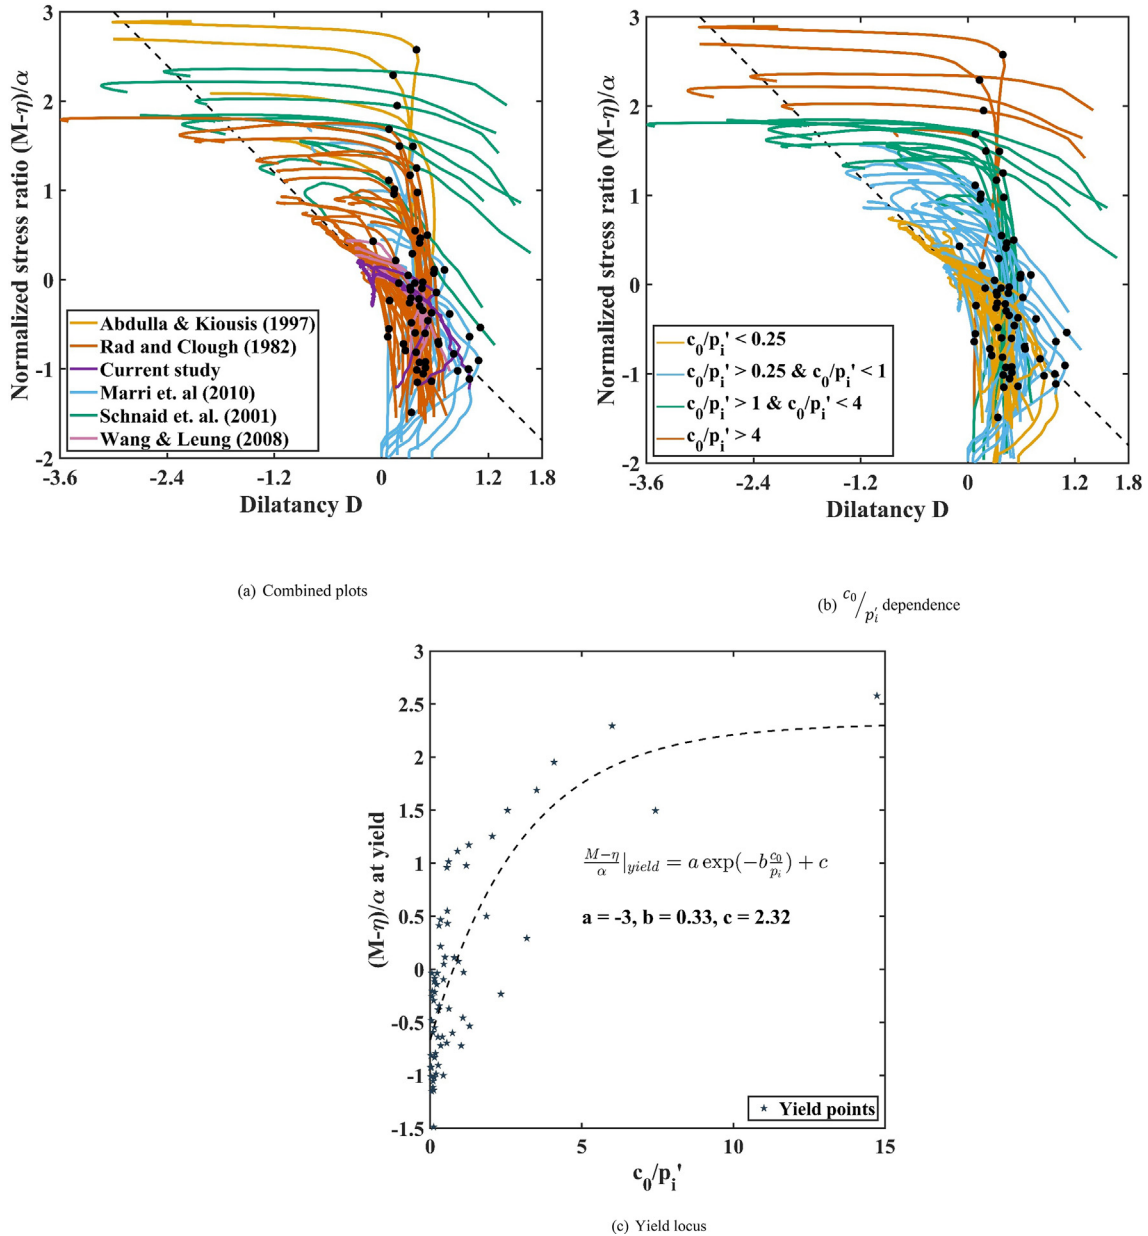 3
2
1
0
-1
-2
Normalized stress ratio (M-η)/α
Abdulla & Kiousis (1997)
Rad and Clough (1982)
Current study
Marri et. al (2010)
Schnaid et. al. (2001)
Wang & Leung (2008)
-3.6 -2.4 -1.2 0 1.2 1.8
Dilatancy D
(a) Combined plots
3
2
1
0
-1
-2
Normalized stress ratio (M-η)/α
c0/pi' < 0.25
c0/pi' > 0.25 & c0/pi' < 1
c0/pi' > 1 & c0/pi' < 4
c0/pi' > 4
-3.6 -2.4 -1.2 0 1.2 1.8
Dilatancy D
(b) c0/pi' dependence
3
2.5
2
1.5
1
0.5
0
-0.5
-1
-1.5
(M-η)/α at yield
M−η/α|yield = a exp(−b c0/pi) + c
a = -3, b = 0.33, c = 2.32
Yield points
0 5 10 15
c0/pi'
(c) Yield locus